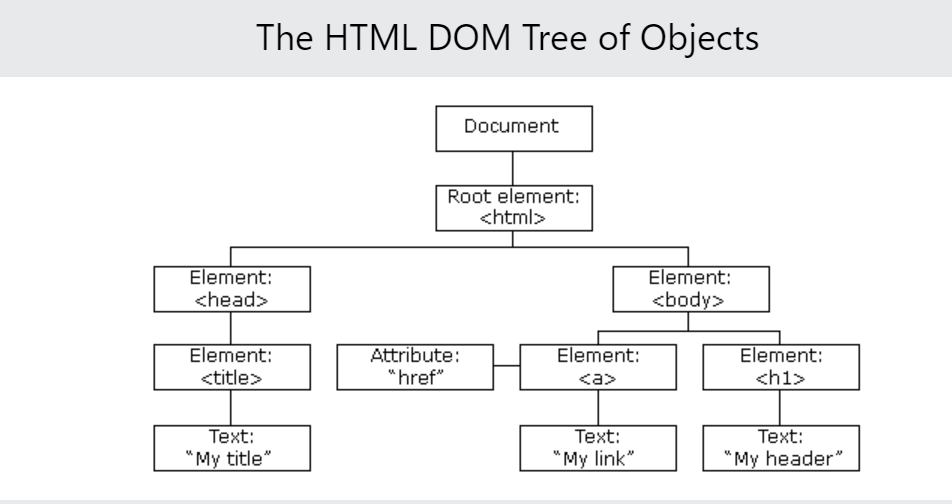 The HTML DOM Tree of Objects
Document
Root element:
<html>
Element:
<head>
Element:
<body>
Element:
<title>
Attribute:
“href”
Element:
<a>
Element:
<h1>
Text:
“My title”
Text:
“My link”
Text:
“My header”